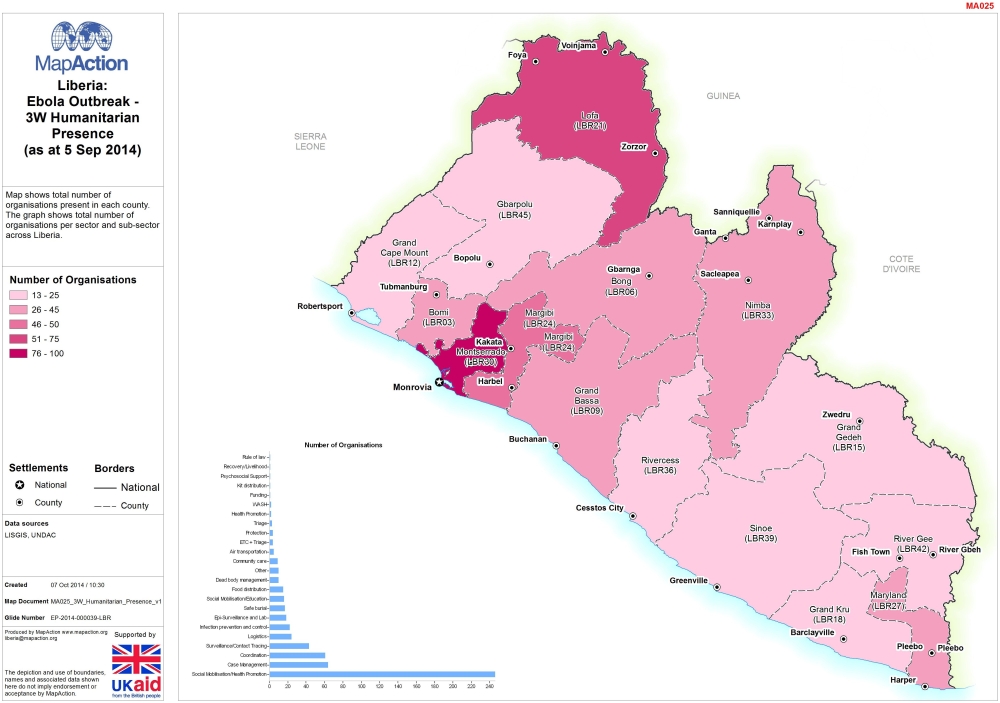 MA025
MapAction
Liberia:
Ebola Outbreak -
3W Humanitarian
Presence
(as at 5 Sep 2014)
Map shows total number of
organisations present in each county.
The graph shows total number of
organisations per sector and sub-sector
across Liberia.
Number of Organisations
13 - 25
26 - 45
46 - 50
51 - 75
76 - 100
Settlements
National
County
Borders
National
County
Data sources
LISGIS, UNDAC
Created 07 Oct 2014 / 10:30
Map Document MA025_3W_Humanitarian_Presence_v1
Glide Number EP-2014-000039-LBR
Produced by MapAction www.mapaction.org
liberia@mapaction.org
Supported by
The depiction and use of boundaries,
names and associated data shown
here do not imply endorsement or
acceptance by MapAction.
UKaid
from the British people
SIERRA
LEONE
GUINEA
COTE
D'IVOIRE
Foya
Voinjama
Lofa
(LBR21)
Zorzor
Gbarpolu
(LBR45)
Grand
Cape Mount
(LBR12)
Bopolu
Tubmanburg
Robertsport
Bomi
(LBR03)
Sanniquellie
Karnplay
Ganta
Gbarnga
Bong
(LBR06)
Sacleapea
Nimba
(LBR33)
Margibi
(LBR24)
Margibi
(LBR24)
Kakata
Montserrado
(LBR30)
Harbel
Monrovia
Grand
Bassa
(LBR09)
Buchanan
Rivercess
(LBR36)
Cesstos City
Zwedru
Grand
Gedeh
(LBR15)
Sinoe
(LBR39)
River Gee
(LBR42)
Fish Town
River Gbeh
Greenville
Maryland
(LBR27)
Grand Kru
(LBR18)
Barclayville
Pleebo
Pleebo
Harper
Number of Organisations
Rule of law
Recovery/Livelihood
Psychosocial Support
Kit distribution
Funding
WASH
Health Promotion
Triage
Protection
ETC + Triage
Air transportation
Community care
Other
Dead body management
Food distribution
Social Mobilisation/Education
Safe burial
Epi-Surveillance and Lab
Infection prevention and control
Logistics
Surveillance/Contact Tracing
Coordination
Case Management
Social Mobilisation/Health Promotion
0 20 40 60 80 100 120 140 160 180 200 220 240